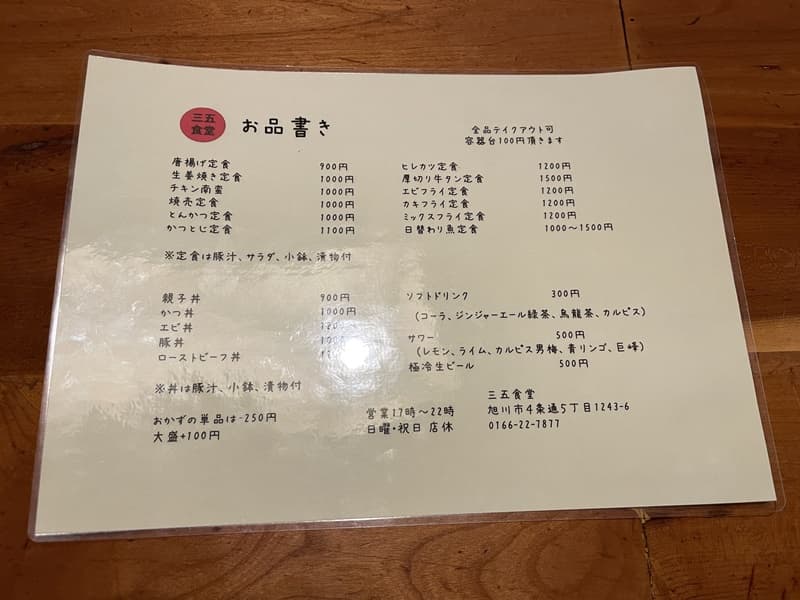 三五
食堂
お品書き
全品テイクアウト可
容器台100円頂きます
唐揚げ定食 900円
生姜焼き定食 1000円
チキン南蛮 1000円
焼売定食 1000円
とんかつ定食 1000円
かつとじ定食 1100円
ヒレカツ定食 1200円
厚切り牛タン定食 1500円
エビフライ定食 1200円
カキフライ定食 1200円
ミックスフライ定食 1200円
日替わり魚定食 1000〜1500円
※定食は豚汁、サラダ、小鉢、漬物付
親子丼 900円
かつ丼 1000円
エビ丼
豚丼
ローストビーフ丼
※丼は豚汁、小鉢、漬物付
ソフトドリンク 300円
(コーラ、ジンジャーエール緑茶、烏龍茶、カルピス)
サワー 500円
(レモン、ライム、カルピス男梅、青リンゴ、巨峰)
極冷生ビール 500円
おかずの単品は-250円
大盛+100円
営業17時〜22時
日曜・祝日 店休
三五食堂
旭川市4条通5丁目1243-6
0166-22-7877